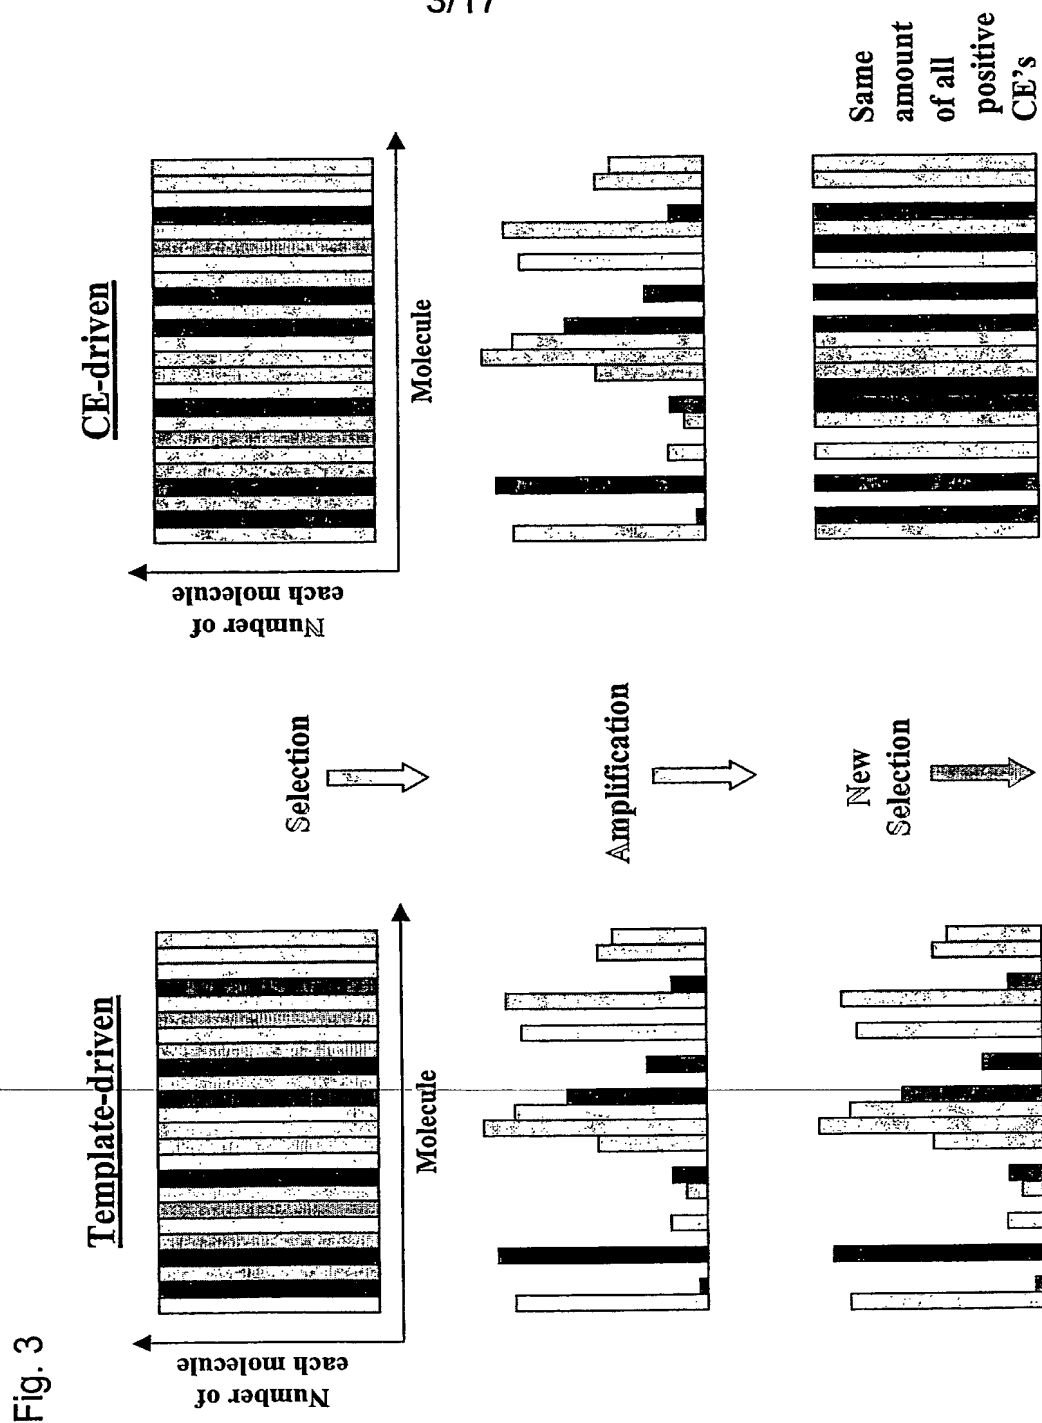 3/17
Fig. 3
Template-driven
CE-driven
Number of
each molecule
Molecule
Number of
each molecule
Molecule
Selection
Amplification
New
Selection
Same
amount
of all
positive
CE's